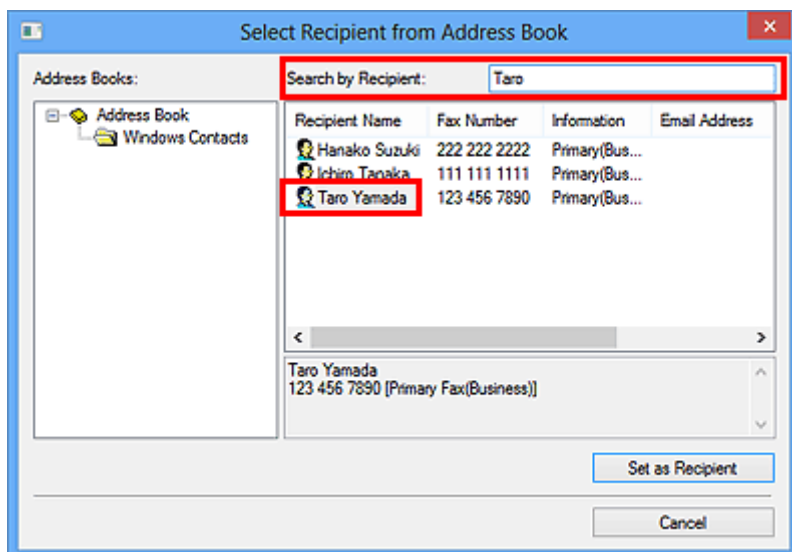 Select Recipient from Address Book
Address Books:
Search by Recipient: Taro
Address Book
Windows Contacts
Recipient Name Fax Number Information Email Address
Hanako Suzuki 222 222 2222 Primary(Bus...
Ichiro Tanaka 111 111 1111 Primary(Bus...
Taro Yamada 123 456 7890 Primary(Bus...
Taro Yamada
123 456 7890 [Primary Fax(Business)]
Set as Recipient
Cancel